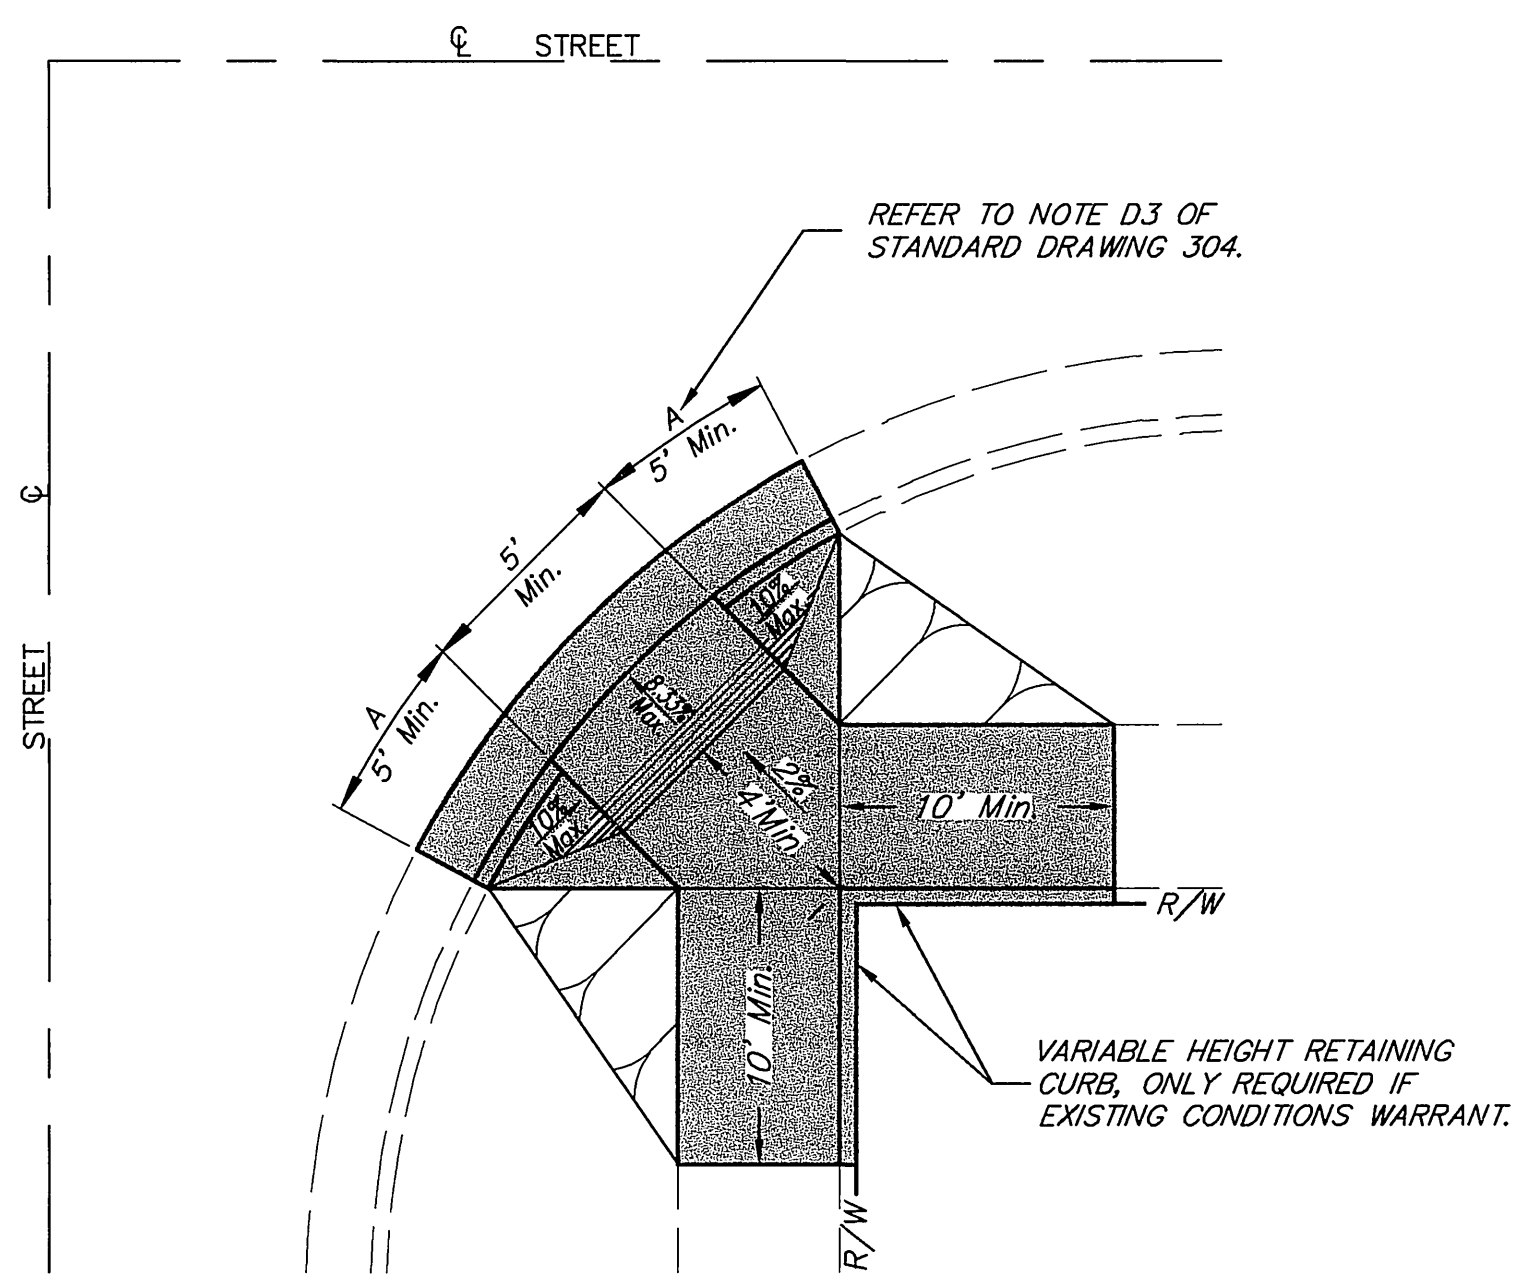 ℄ STREET
REFER TO NOTE D3 OF
STANDARD DRAWING 304.
A
5' Min.
5'
Min.
A
5' Min.
℄
STREET
10%
Max.
8.33%
Max.
10%
Max.
2%
4'Min
10' Min.
10' Min.
R/W
VARIABLE HEIGHT RETAINING
CURB, ONLY REQUIRED IF
EXISTING CONDITIONS WARRANT.
R/W